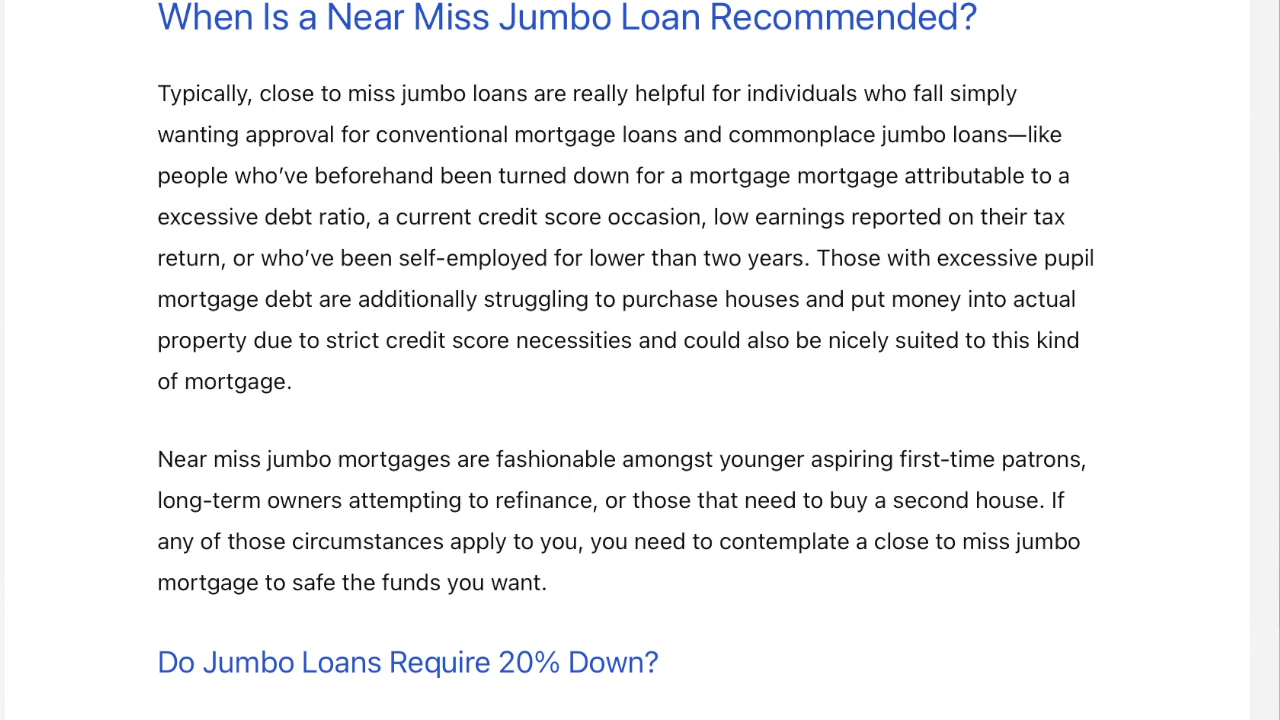 When Is a Near Miss Jumbo Loan Recommended?
Typically, close to miss jumbo loans are really helpful for individuals who fall simply
wanting approval for conventional mortgage loans and commonplace jumbo loans—like
people who’ve beforehand been turned down for a mortgage mortgage attributable to a
excessive debt ratio, a current credit score occasion, low earnings reported on their tax
return, or who’ve been self-employed for lower than two years. Those with excessive pupil
mortgage debt are additionally struggling to purchase houses and put money into actual
property due to strict credit score necessities and could also be nicely suited to this kind
of mortgage.
Near miss jumbo mortgages are fashionable amongst younger aspiring first-time patrons,
long-term owners attempting to refinance, or those that need to buy a second house. If
any of those circumstances apply to you, you need to contemplate a close to miss jumbo
mortgage to safe the funds you want.
Do Jumbo Loans Require 20% Down?